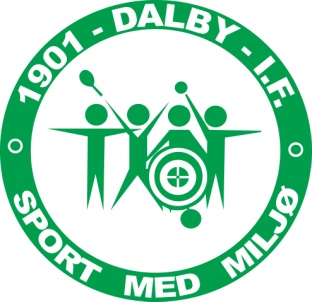 1901 - DALBY - I.F.
SPORT MED MILJØ